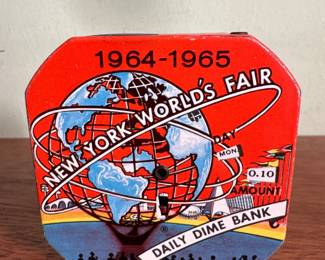 1964-1965
NEW YORK WORLD'S FAIR
DAY
MON
0.10
AMOUNT
®
DAILY DIME BANK